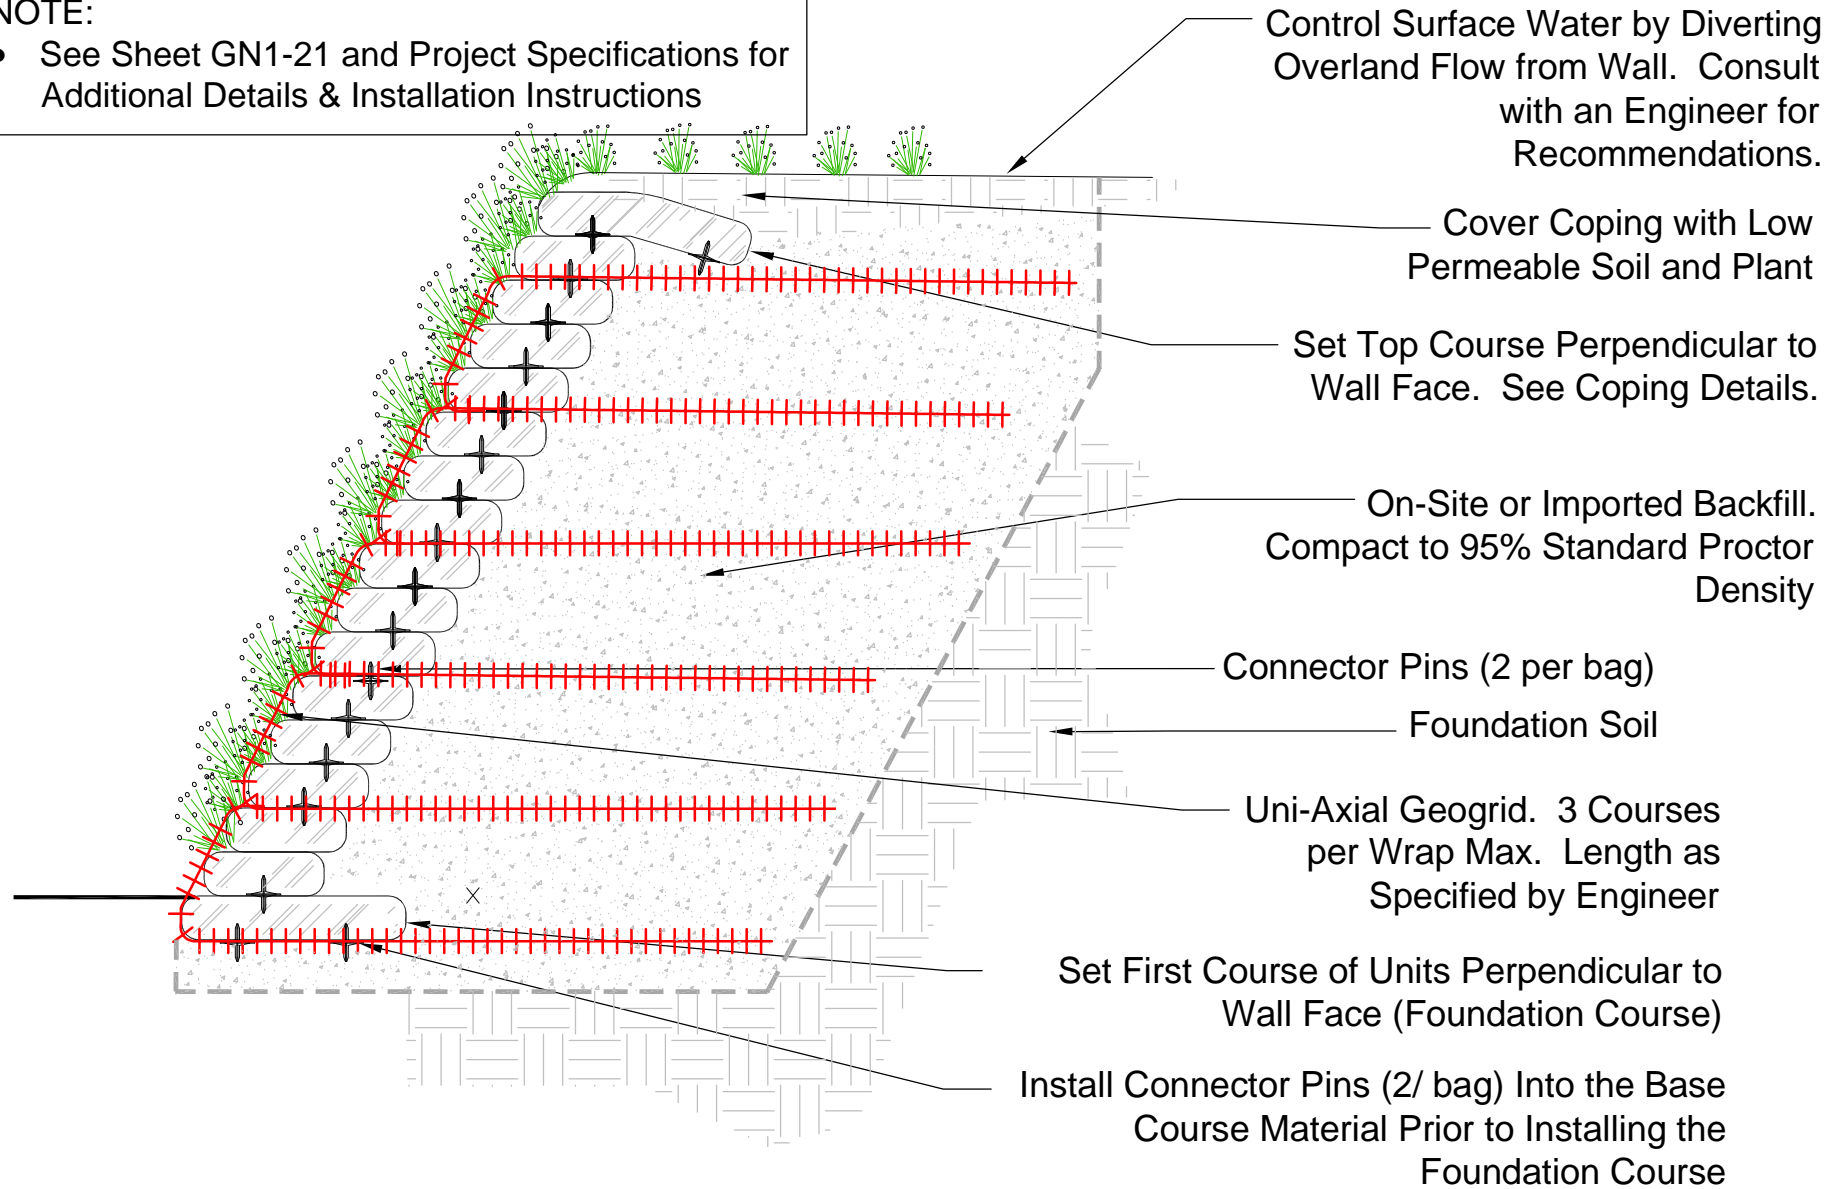 NOTE:
• See Sheet GN1-21 and Project Specifications for
Additional Details & Installation Instructions
Control Surface Water by Diverting
Overland Flow from Wall. Consult
with an Engineer for
Recommendations.
Cover Coping with Low
Permeable Soil and Plant
Set Top Course Perpendicular to
Wall Face. See Coping Details.
On-Site or Imported Backfill.
Compact to 95% Standard Proctor
Density
Connector Pins (2 per bag)
Foundation Soil
Uni-Axial Geogrid. 3 Courses
per Wrap Max. Length as
Specified by Engineer
Set First Course of Units Perpendicular to
Wall Face (Foundation Course)
Install Connector Pins (2/ bag) Into the Base
Course Material Prior to Installing the
Foundation Course